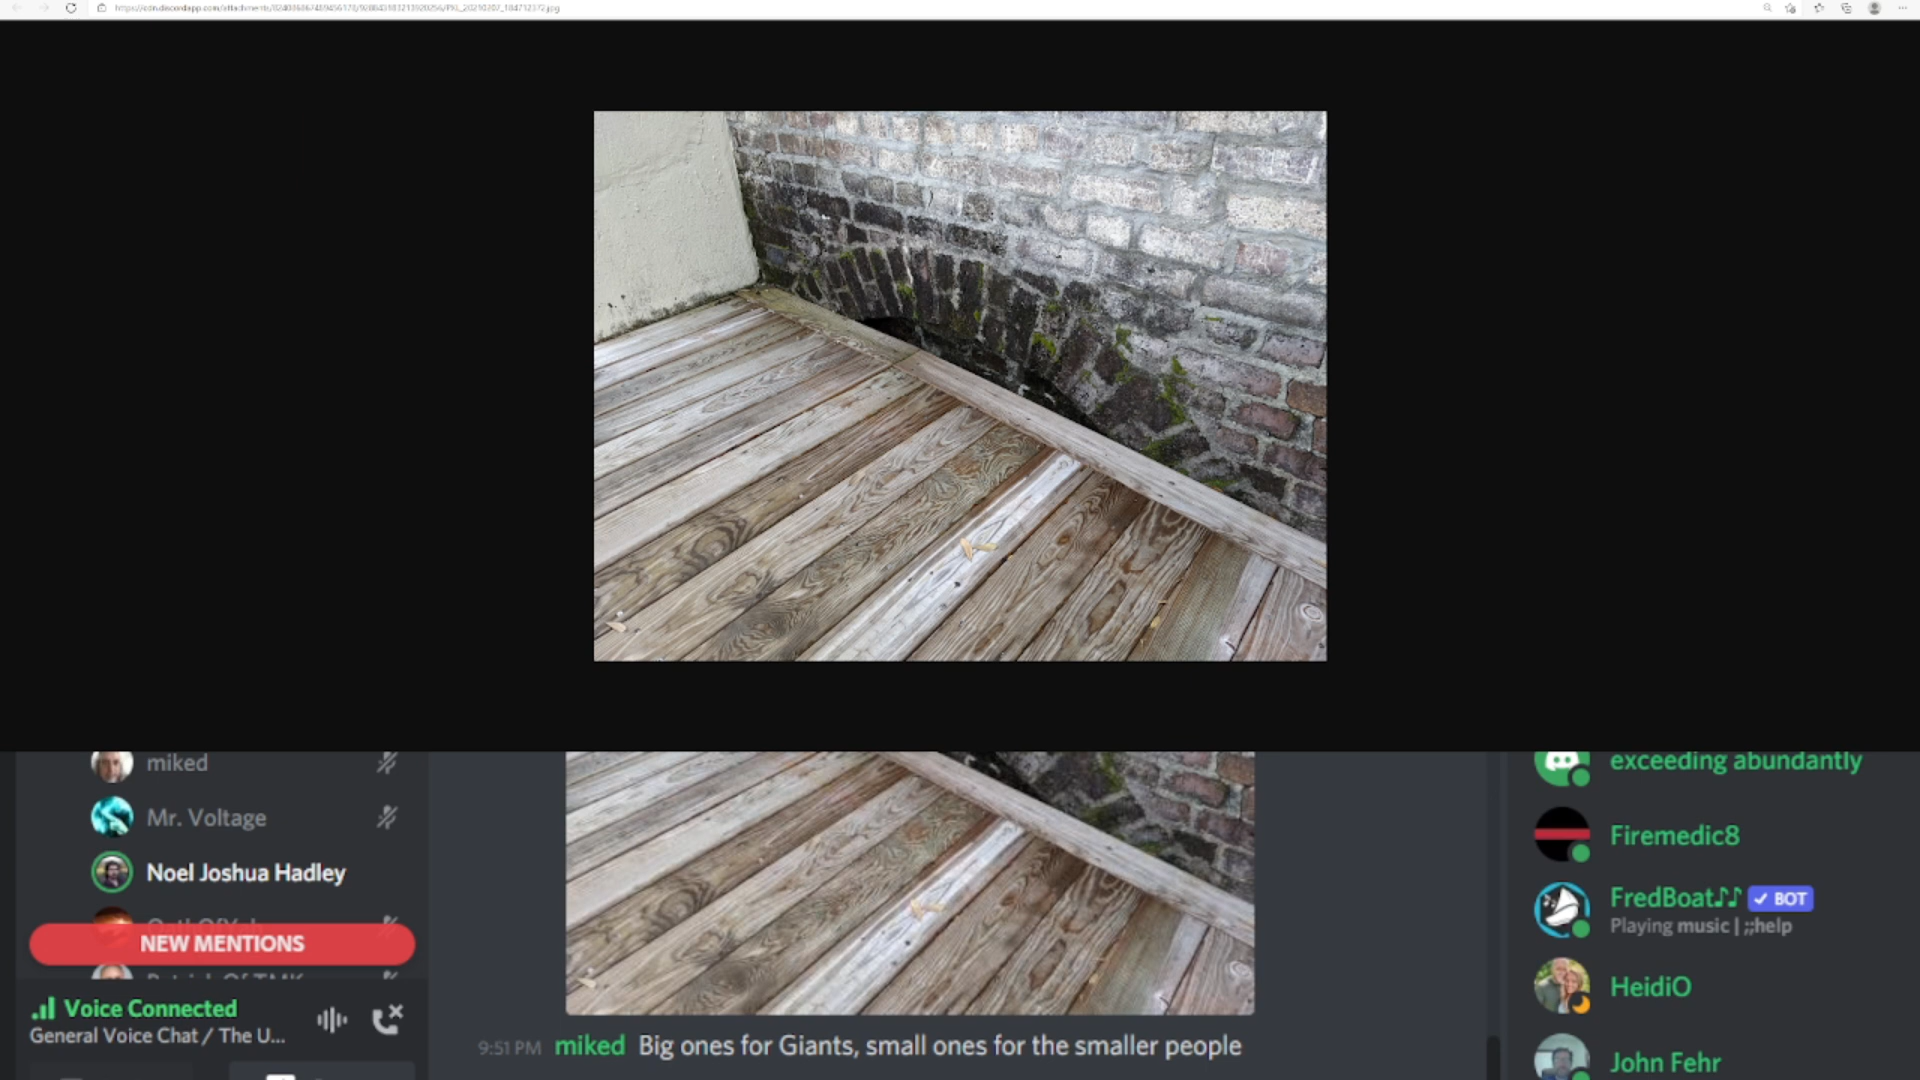 miked
Mr. Voltage
Noel Joshua Hadley
NEW MENTIONS
Voice Connected
General Voice Chat / The U...
9:51 PM miked Big ones for Giants, small ones for the smaller people
exceeding abundantly
Firemedic8
FredBoat♪♪ ✓ BOT
Playing music | ;;help
HeidiO
John Fehr